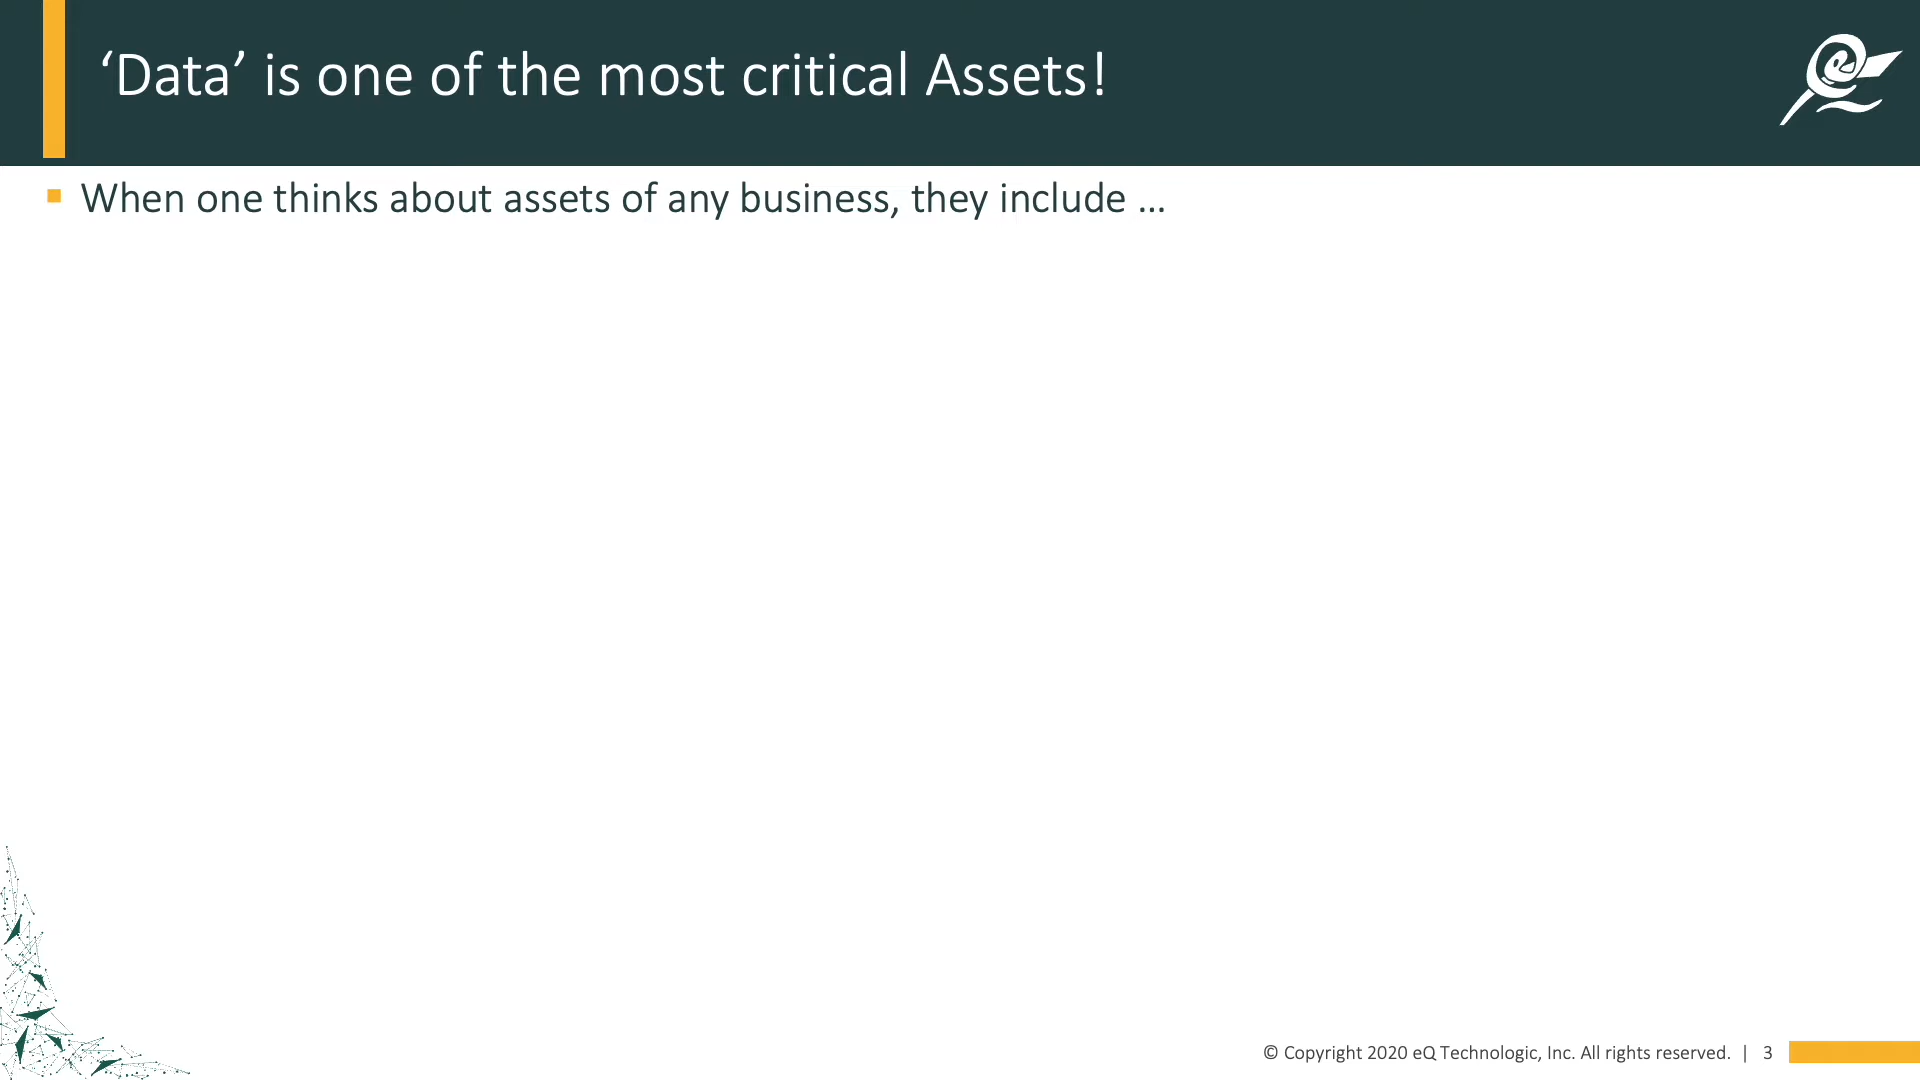 ‘Data’ is one of the most critical Assets!
When one thinks about assets of any business, they include …
© Copyright 2020 eQ Technologic, Inc. All rights reserved. | 3